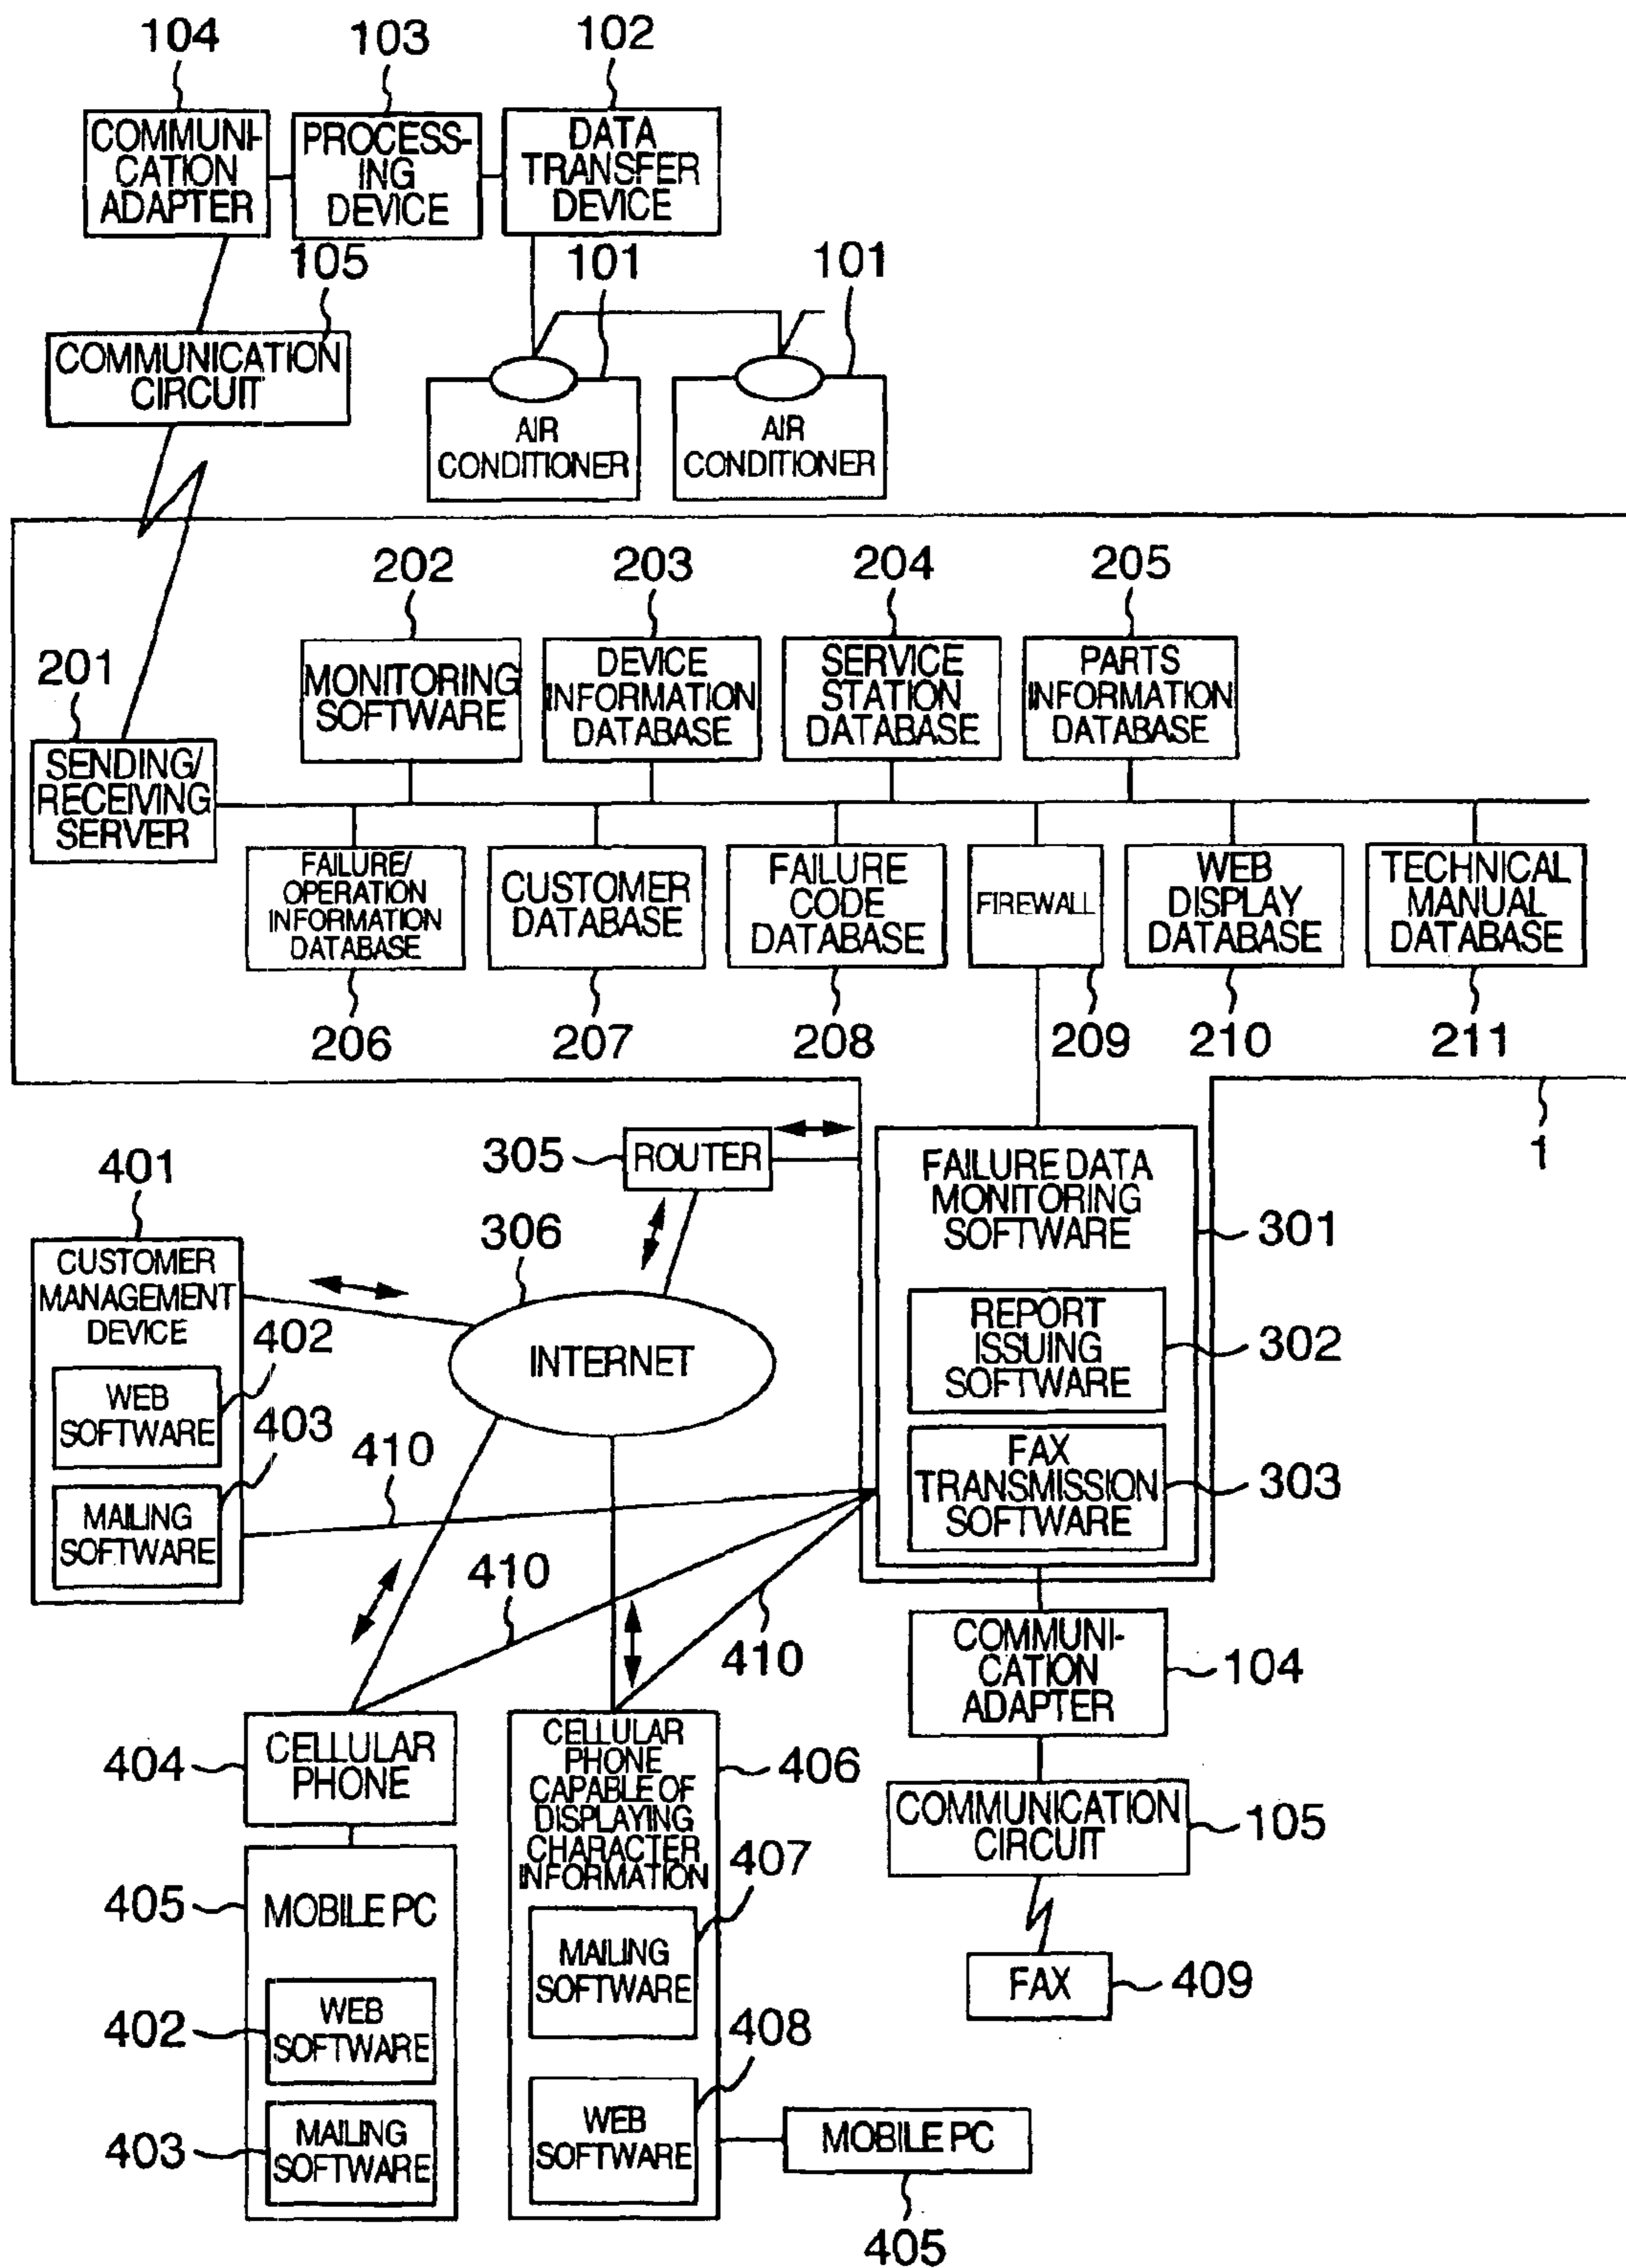 104
103
102
COMMUNI-
CATION
ADAPTER
PROCESS-
ING
DEVICE
DATA
TRANSFER
DEVICE
105
101
101
COMMUNICATION
CIRCUIT
AIR
CONDITIONER
AIR
CONDITIONER
202
203
204
205
201
MONITORING
SOFTWARE
DEVICE
INFORMATION
DATABASE
SERVICE
STATION
DATABASE
PARTS
INFORMATION
DATABASE
SENDING/
RECEIVING
SERVER
FAILURE/
OPERATION
INFORMATION
DATABASE
CUSTOMER
DATABASE
FAILURE
CODE
DATABASE
FIREWALL
WEB
DISPLAY
DATABASE
TECHNICAL
MANUAL
DATABASE
206
207
208
209
210
211
1
305
ROUTER
FAILURE DATA
MONITORING
SOFTWARE
301
401
306
CUSTOMER
MANAGEMENT
DEVICE
402
WEB
SOFTWARE
403
MAILING
SOFTWARE
INTERNET
REPORT
ISSUING
SOFTWARE
302
FAX
TRANSMISSION
SOFTWARE
303
410
410
410
COMMUNI-
CATION
ADAPTER
104
404
CELLULAR
PHONE
CELLULAR
PHONE
CAPABLE OF
DISPLAYING
CHARACTER
INFORMATION
406
COMMUNICATION
CIRCUIT
105
405
MOBILE PC
407
MAILING
SOFTWARE
FAX
409
402
WEB
SOFTWARE
408
403
MAILING
SOFTWARE
WEB
SOFTWARE
MOBILE PC
405